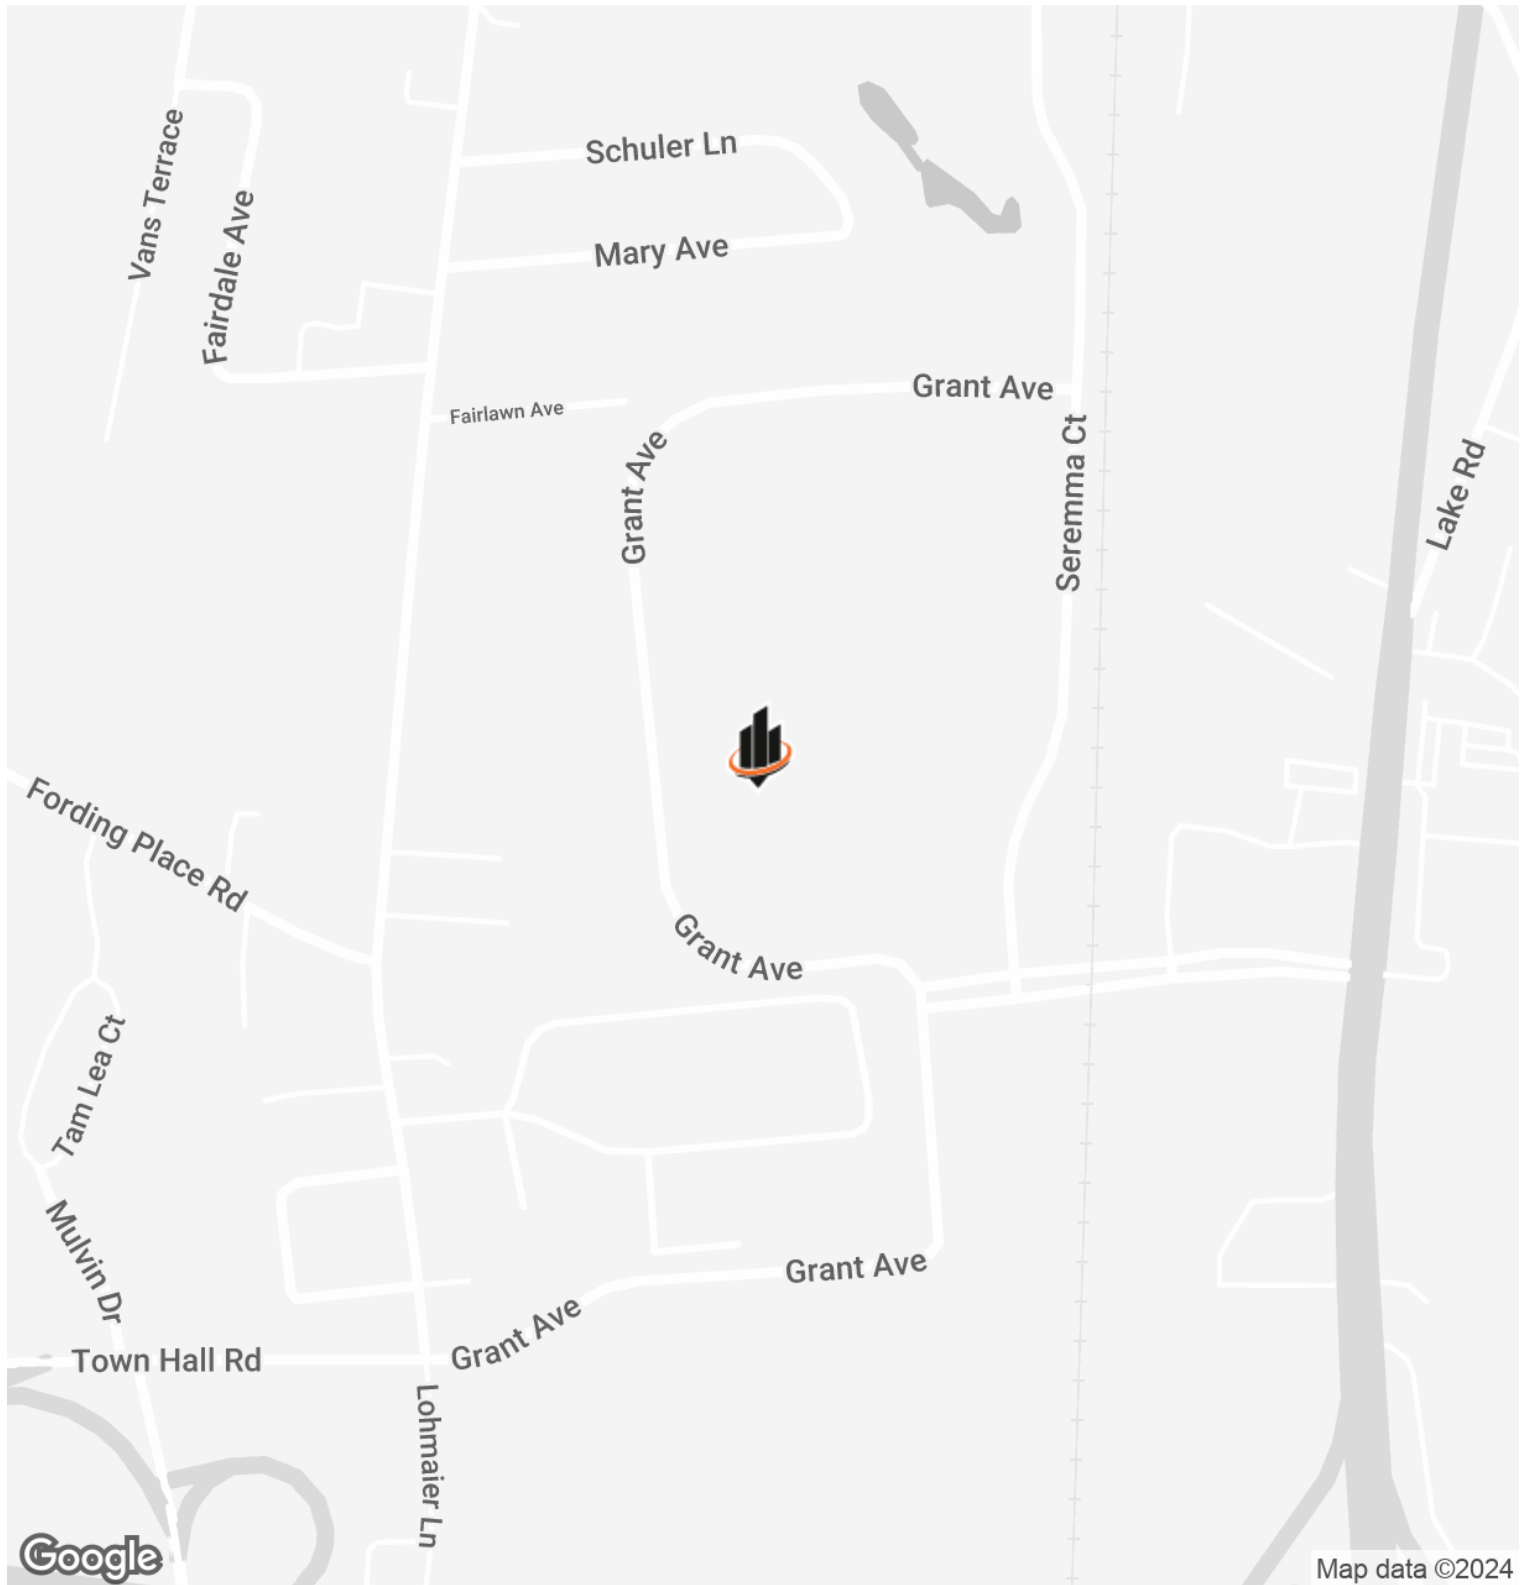 Schuler Ln
Vans Terrace
Fairdale Ave
Mary Ave
Grant Ave
Fairlawn Ave
Grant Ave
Seremma Ct
Lake Rd
Fording Place Rd
Grant Ave
Tam Lea Ct
Mulvin Dr
Grant Ave
Grant Ave
Town Hall Rd
Lohmaier Ln
Google
Map data ©2024